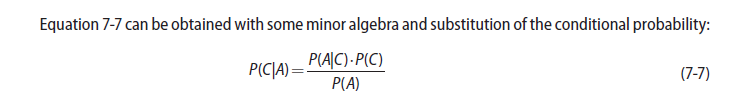 Equation 7-7 can be obtained with some minor algebra and substitution of the conditional probability:
P(C|A)= P(A|C)·P(C) / P(A) (7-7)